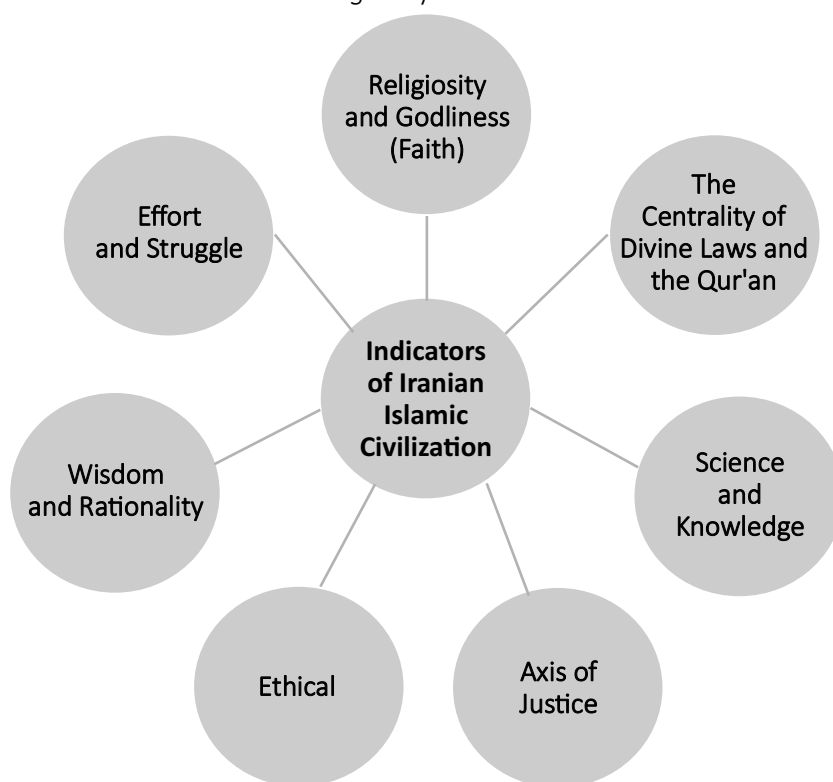 Religiosity
and Godliness
(Faith)
The
Centrality of
Divine Laws and
the Qur'an
Science
and
Knowledge
Axis of
Justice
Ethical
Wisdom
and Rationality
Effort
and Struggle
Indicators
of Iranian
Islamic
Civilization